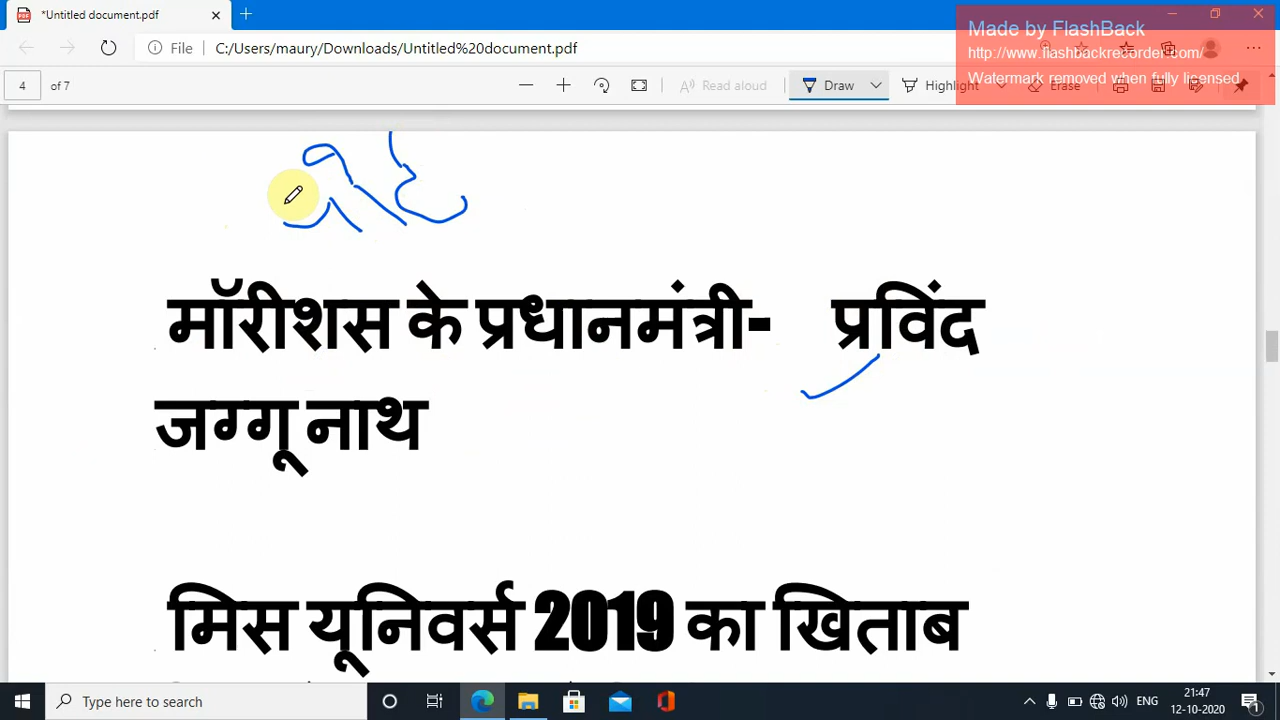 *Untitled document.pdf
Made by FlashBack
http://www.flashbackrecorder.com/
Watermark removed when fully licensed
File C:/Users/maury/Downloads/Untitled%20document.pdf
4 of 7 Read aloud Draw Highlight Erase
मॉरीशस के प्रधानमंत्री- प्रविंद
जग्गू नाथ
मिस यूनिवर्स 2019 का खिताब
Type here to search ENG 21:47
12-10-2020